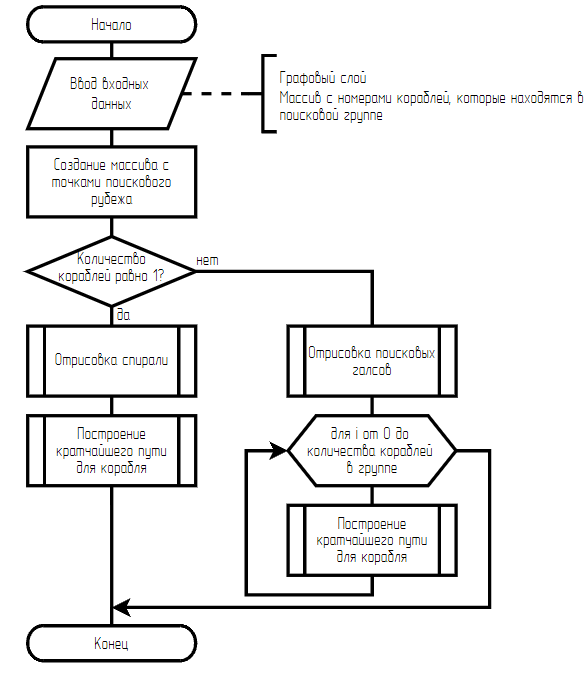 Начало
Ввод входных
данных
Графовый слой
Массив с номерами кораблей, которые находятся в
поисковой группе
Создание массива с
точками поискового
рубежа
Количество
кораблей равно 1?
нет
да
Отрисовка спирали
Отрисовка поисковых
галсов
Построение
кратчайшего пути
для корабля
для i от 0 до
количества кораблей
в группе
Построение
кратчайшего пути
для корабля
Конец